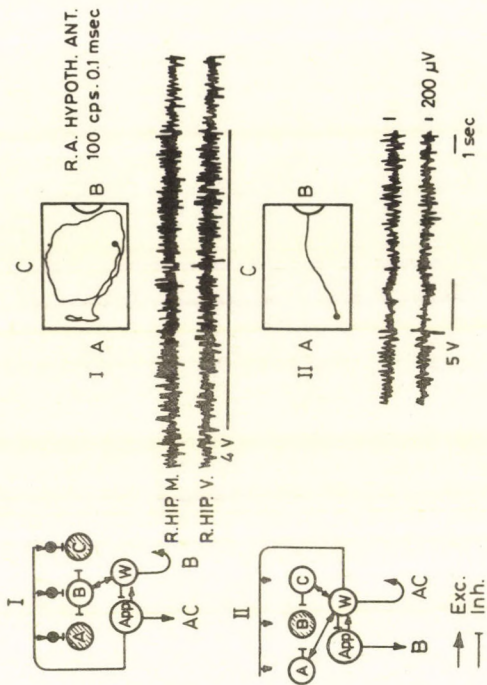 I
A B C
App W
AC B
II
A B C
App W
B AC
Exc.
Inh.
C
I A B
R.A. HYPOTH. ANT.
100 cps. 0.1 msec
R.HIP. M.
R.HIP. V.
4 V
C
II A B
5 V
200 μV
1 sec